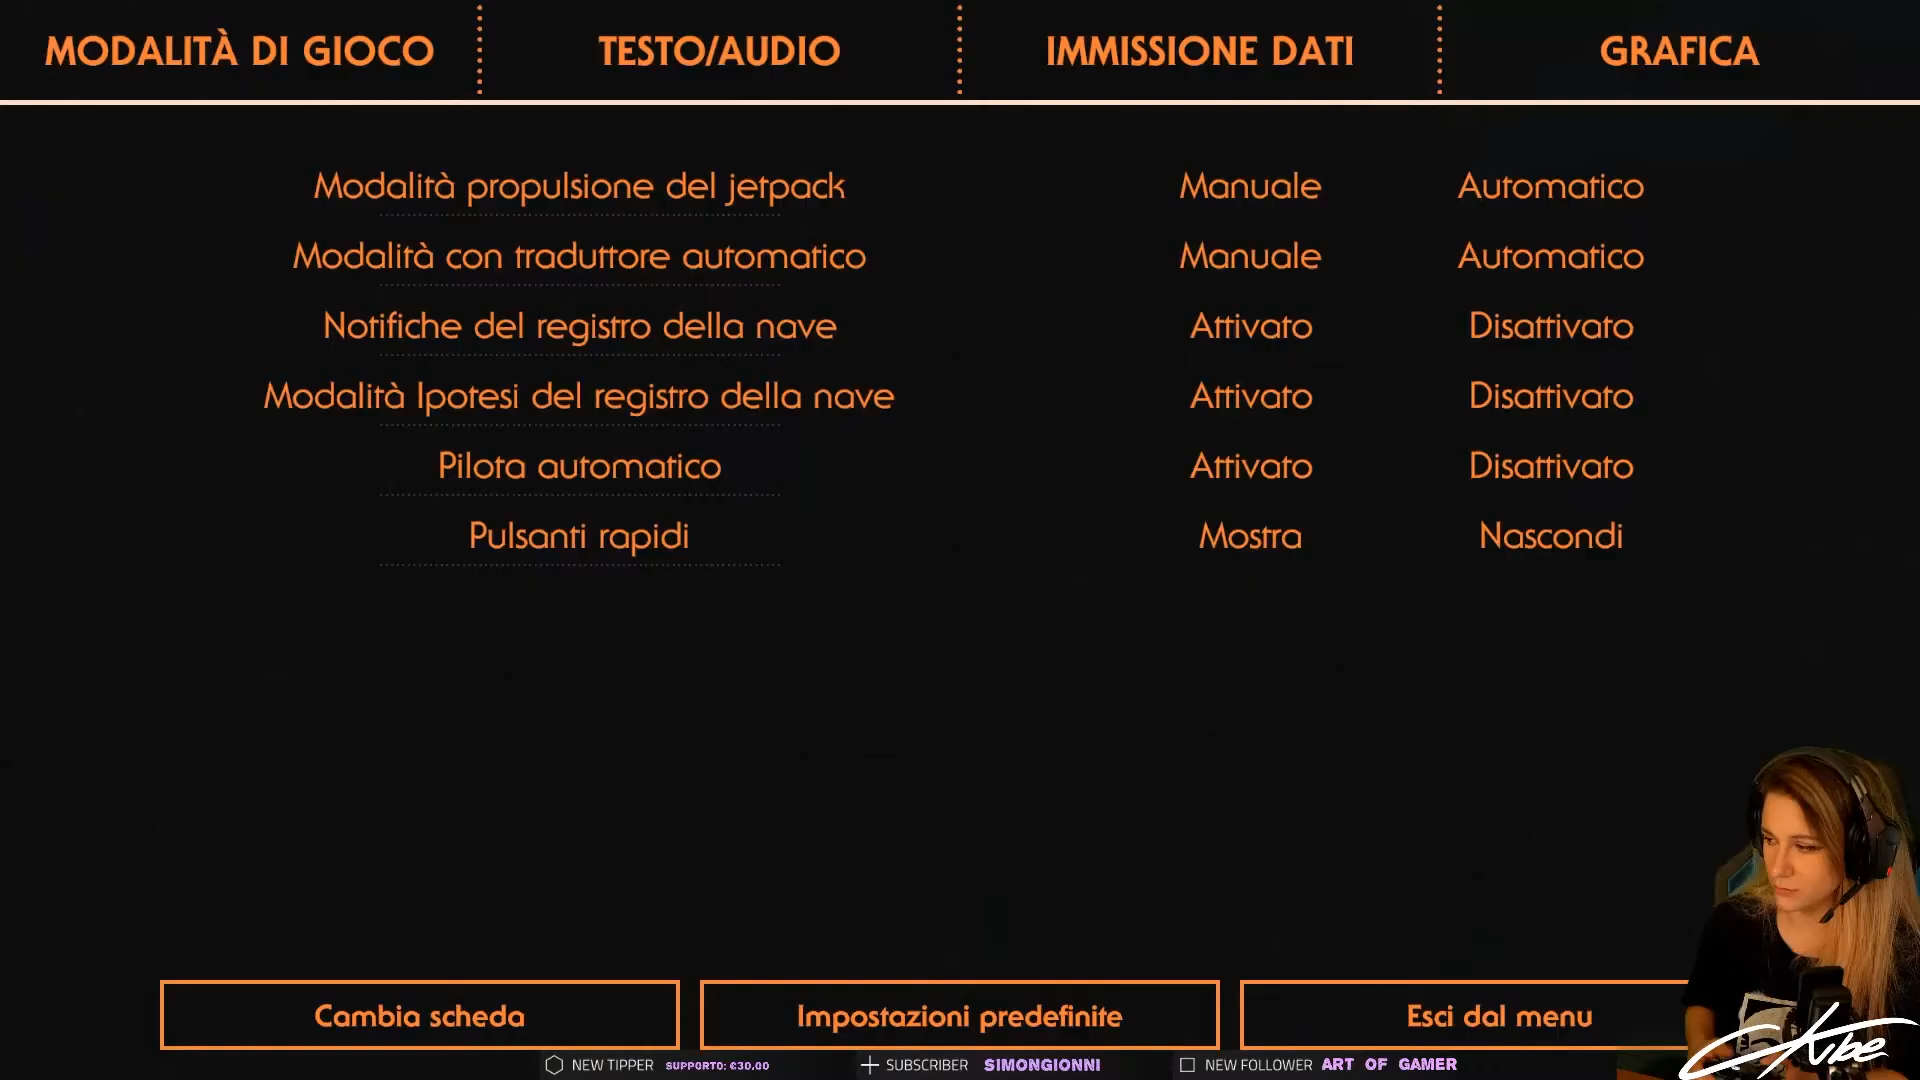 MODALITÀ DI GIOCO TESTO/AUDIO IMMISSIONE DATI GRAFICA
Modalità propulsione del jetpack Manuale Automatico
Modalità con traduttore automatico Manuale Automatico
Notifiche del registro della nave Attivato Disattivato
Modalità Ipotesi del registro della nave Attivato Disattivato
Pilota automatico Attivato Disattivato
Pulsanti rapidi Mostra Nascondi
Cambia scheda Impostazioni predefinite Esci dal menu
NEW TIPPER SUPPORTO: €30.00 SUBSCRIBER SIMONGIONNI NEW FOLLOWER ART OF GAMER